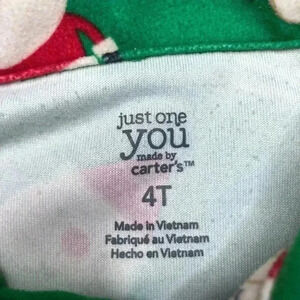 just one
you
made by
carter's™
4T
Made in Vietnam
Fabriqué au Vietnam
Hecho en Vietnam